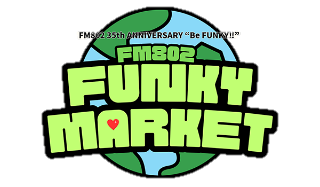 FM802 35th ANNIVERSARY “Be FUNKY!!”
FM802
FUNKY
MARKET